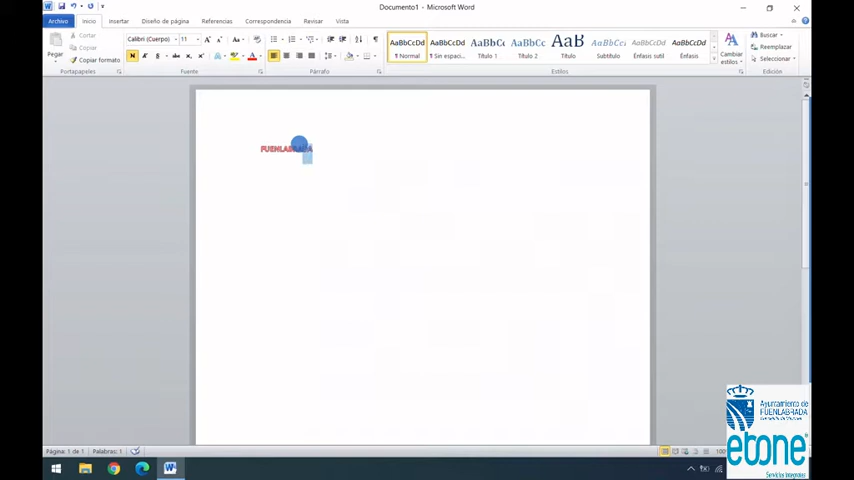 Documento1 - Microsoft Word
Archivo Inicio Insertar Diseño de página Referencias Correspondencia Revisar Vista
Pegar
Cortar
Copiar
Copiar formato
Portapapeles
Calibri (Cuerpo) 11
Fuente
Párrafo
AaBbCcDd AaBbCcDd AaBbCc AaBbCc AaB AaBbCc AaBbCcDd AaBbCcDd
¶ Normal ¶ Sin espaci... Título 1 Título 2 Título Subtítulo Énfasis sutil Énfasis
Estilos
Cambiar
estilos
Buscar
Reemplazar
Seleccionar
Edición
FUENLABRADA
Página: 1 de 1 Palabras: 1
Ayuntamiento de
FUENLABRADA
ebone
Servicios Integrales